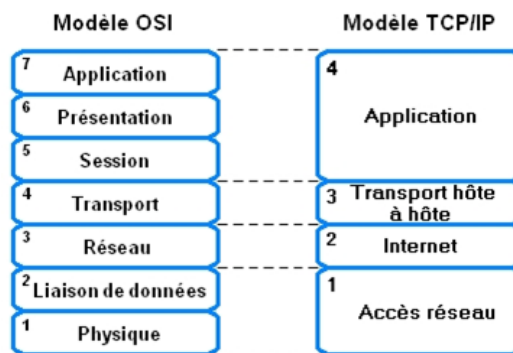 Modèle OSI
Modèle TCP/IP
7 Application
6 Présentation
5 Session
4 Transport
3 Réseau
2 Liaison de données
1 Physique
4 Application
3 Transport hôte
à hôte
2 Internet
1 Accès réseau